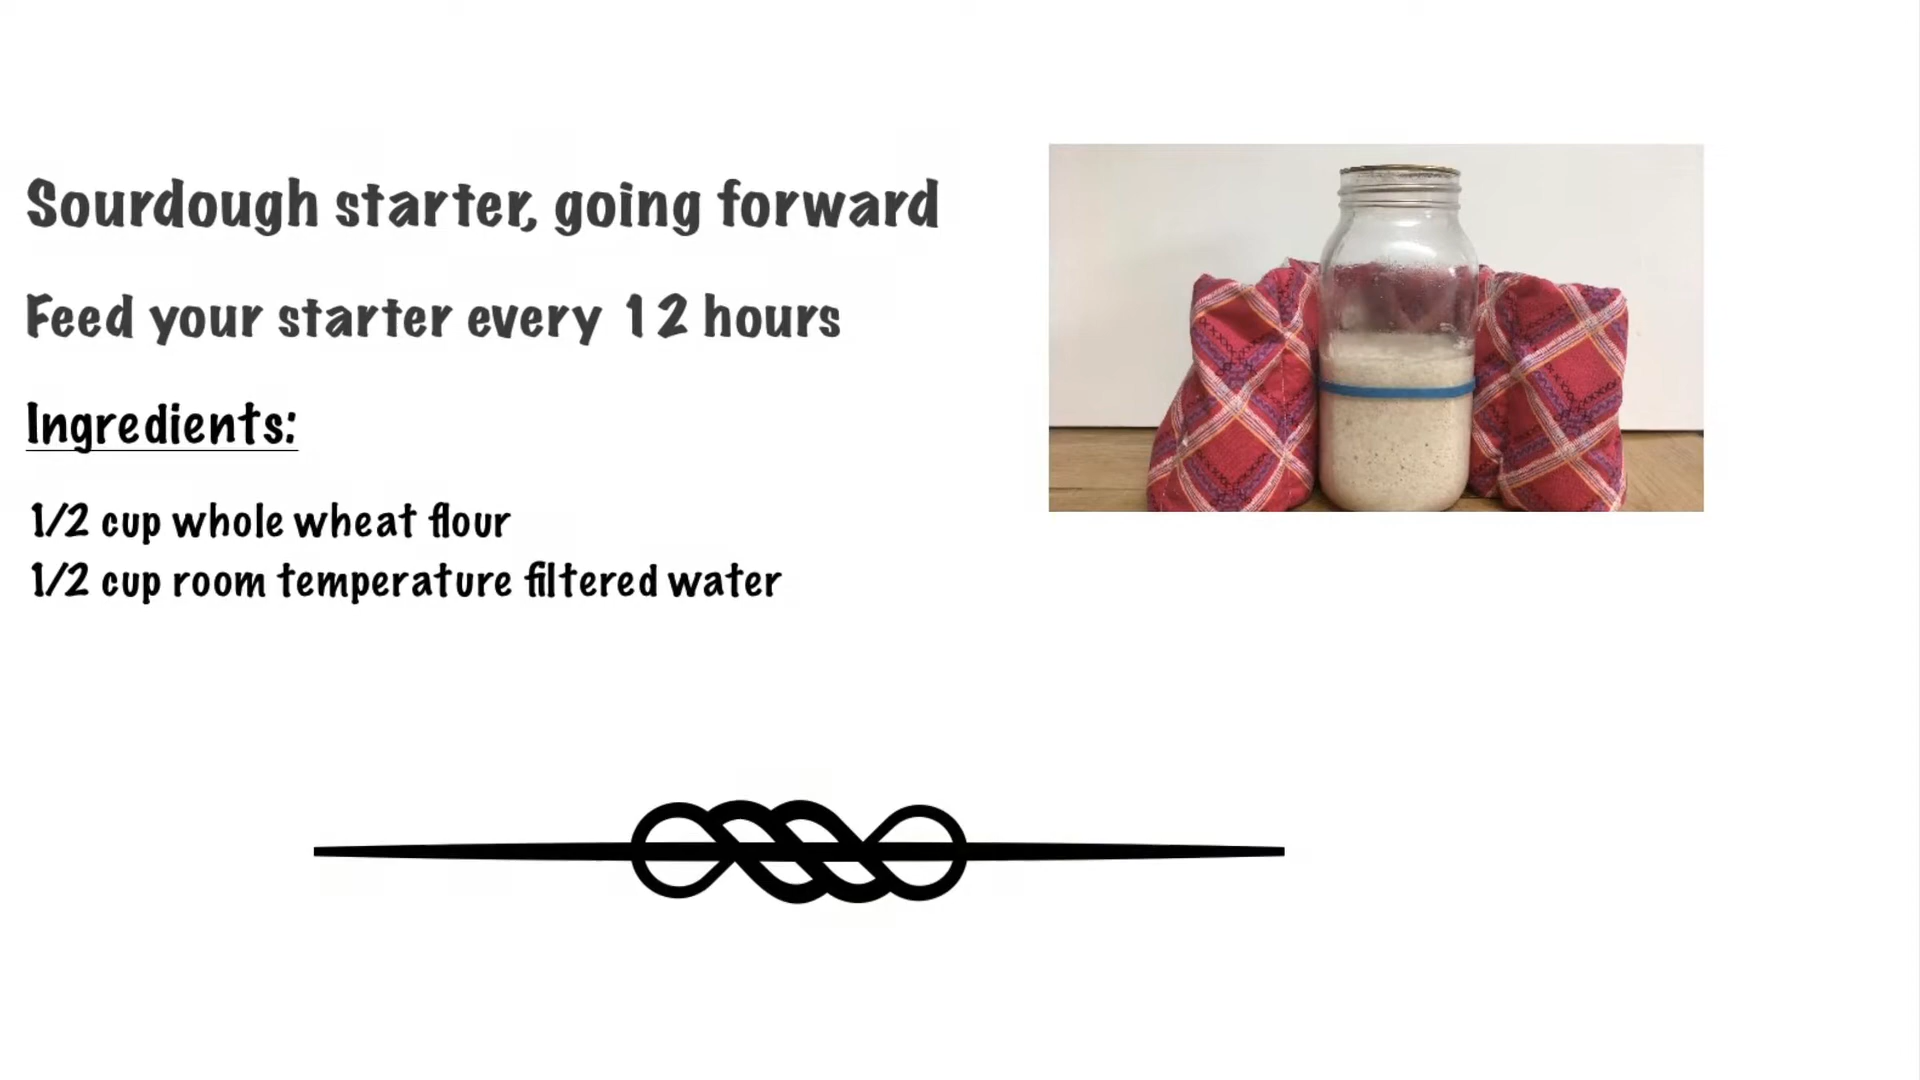 Sourdough starter, going forward
Feed your starter every 12 hours
Ingredients:
1/2 cup whole wheat flour
1/2 cup room temperature filtered water